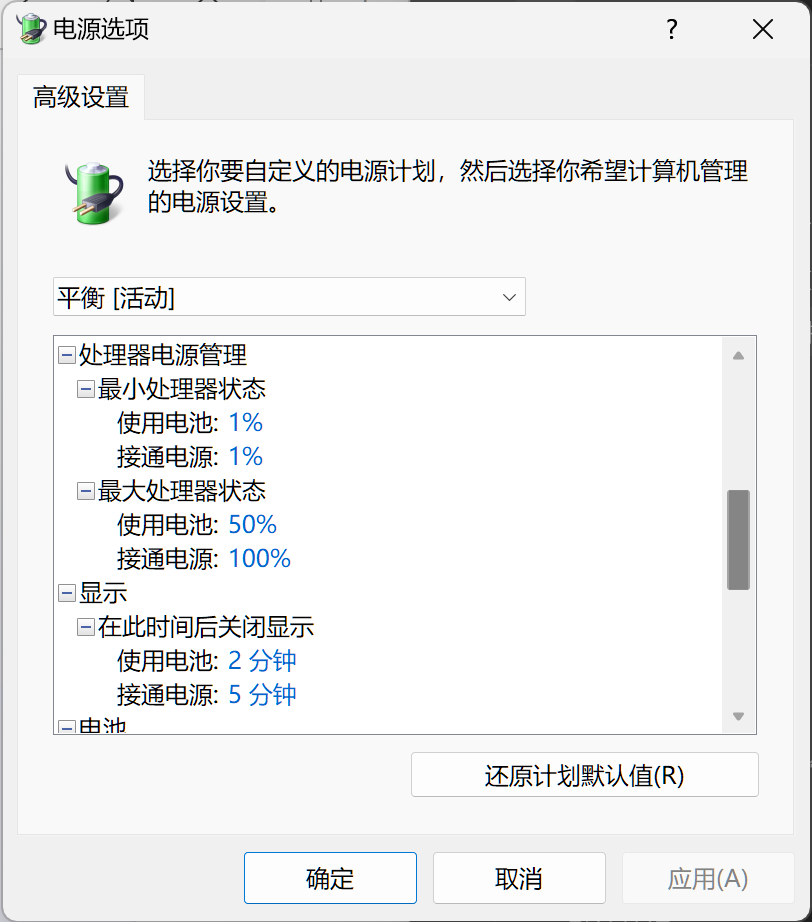 电源选项
?
高级设置
选择你要自定义的电源计划，然后选择你希望计算机管理
的电源设置。
平衡 [活动]
处理器电源管理
最小处理器状态
使用电池: 1%
接通电源: 1%
最大处理器状态
使用电池: 50%
接通电源: 100%
显示
在此时间后关闭显示
使用电池: 2 分钟
接通电源: 5 分钟
电池
还原计划默认值(R)
确定
取消
应用(A)